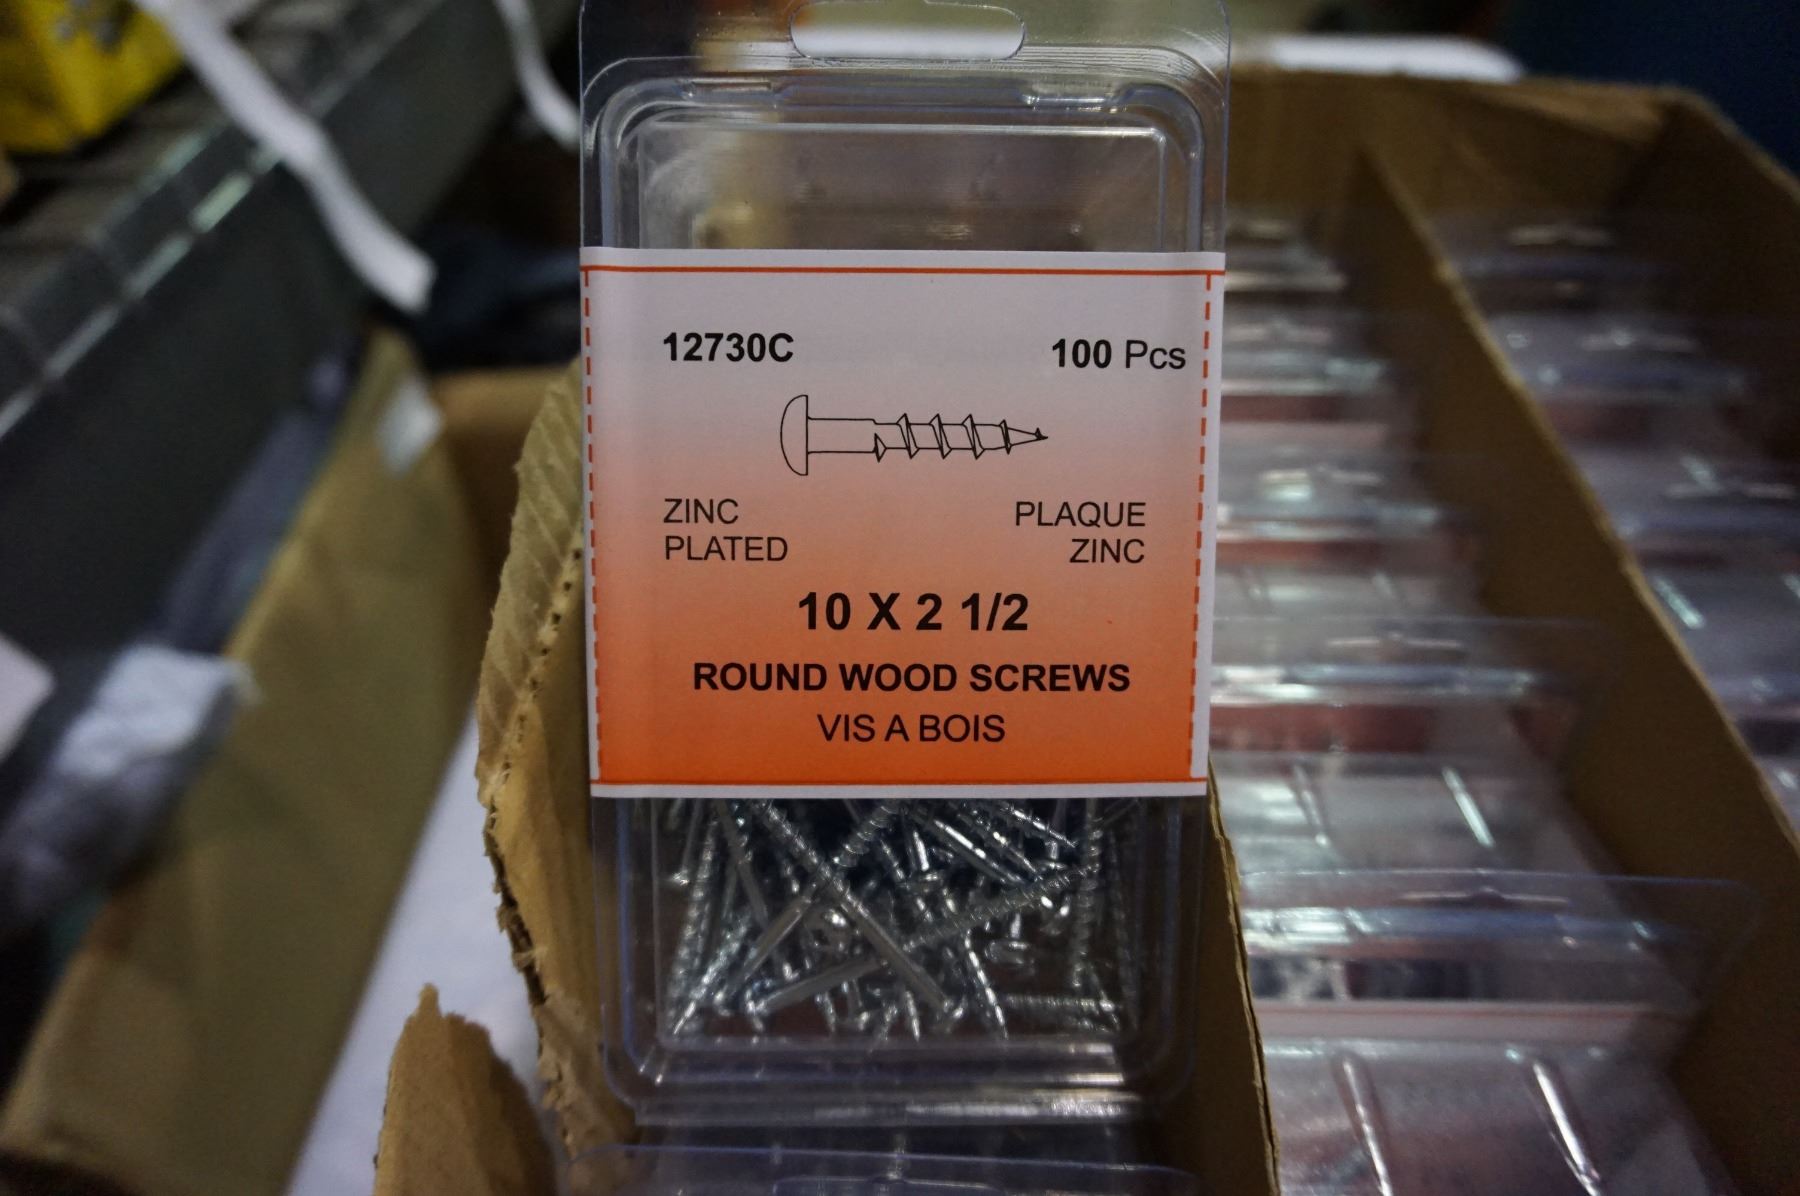 12730C 100 Pcs
ZINC PLAQUE
PLATED ZINC
10 X 2 1/2
ROUND WOOD SCREWS
VIS A BOIS